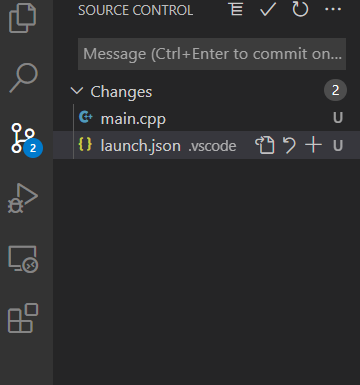 SOURCE CONTROL
Message (Ctrl+Enter to commit on...
Changes 2
main.cpp U
launch.json .vscode U
2